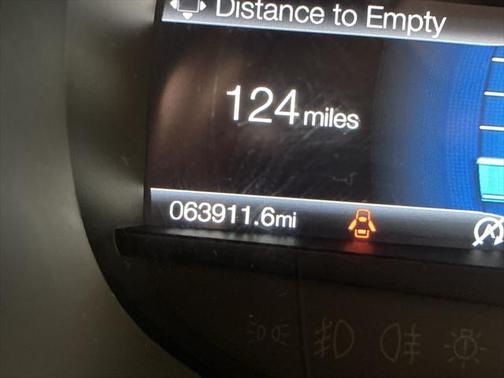 Distance to Empty
124 miles
063911.6mi